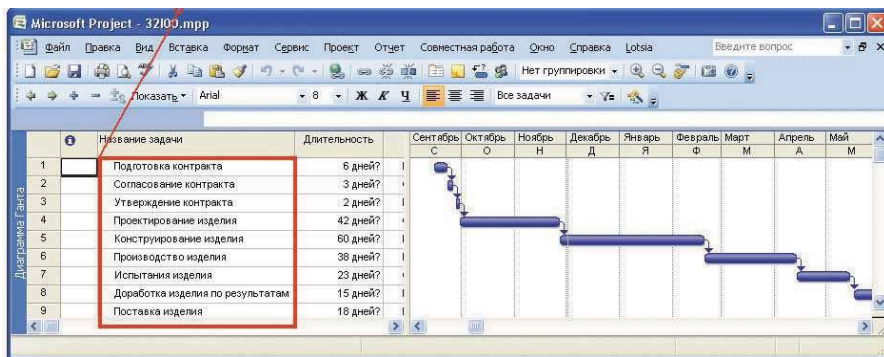 Microsoft Project - 32I00.mpp
Файл Правка Вид Вставка Формат Сервис Проект Отчет Совместная работа Окно Справка Lotsia Введите вопрос
Нет группировки
Показать Arial 8 Ж К Ч Все задачи
Название задачи Длительность Сентябрь Октябрь Ноябрь Декабрь Январь Февраль Март Апрель Май
С О Н Д Я Ф М А М
Диаграмма Ганта
1 Подготовка контракта 6 дней?
2 Согласование контракта 3 дней?
3 Утверждение контракта 2 дней?
4 Проектирование изделия 42 дней?
5 Конструирование изделия 60 дней?
6 Производство изделия 38 дней?
7 Испытания изделия 23 дней?
8 Доработка изделия по результатам 15 дней?
9 Поставка изделия 18 дней?